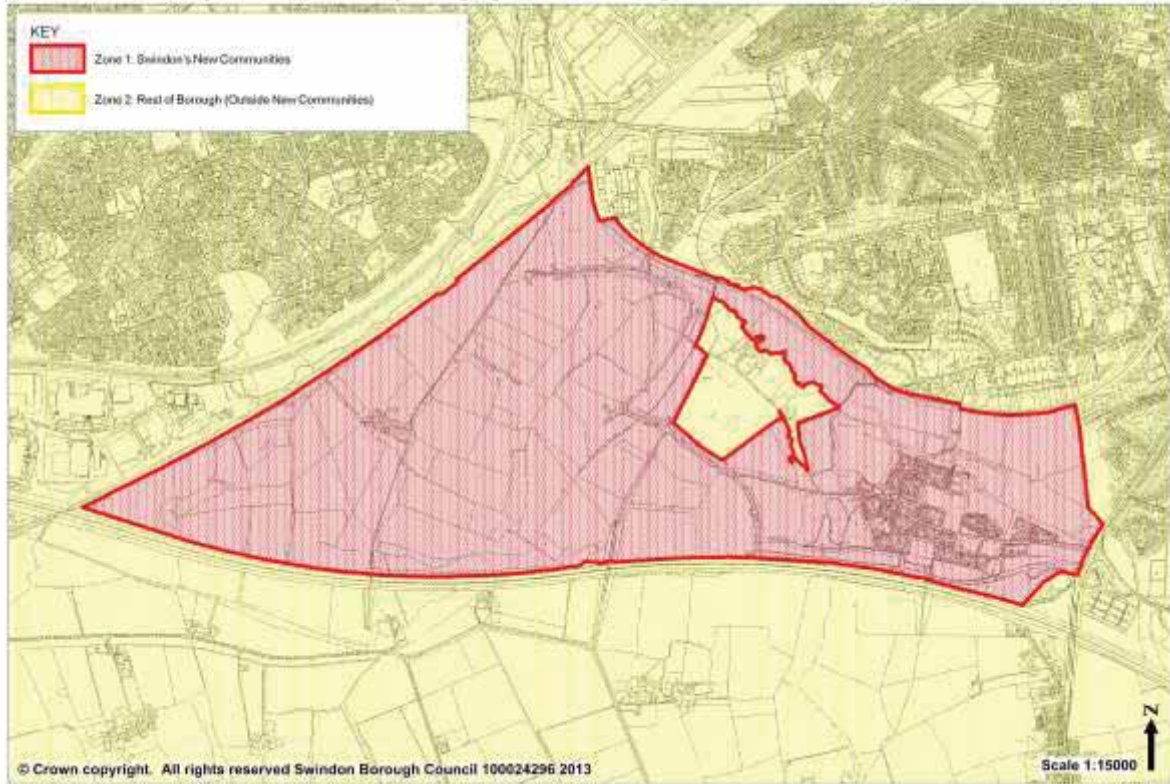 KEY
Zone 1: Swindon's New Communities
Zone 2: Rest of Borough (Outside New Communities)
N
© Crown copyright. All rights reserved Swindon Borough Council 100024296 2013
Scale 1:15000